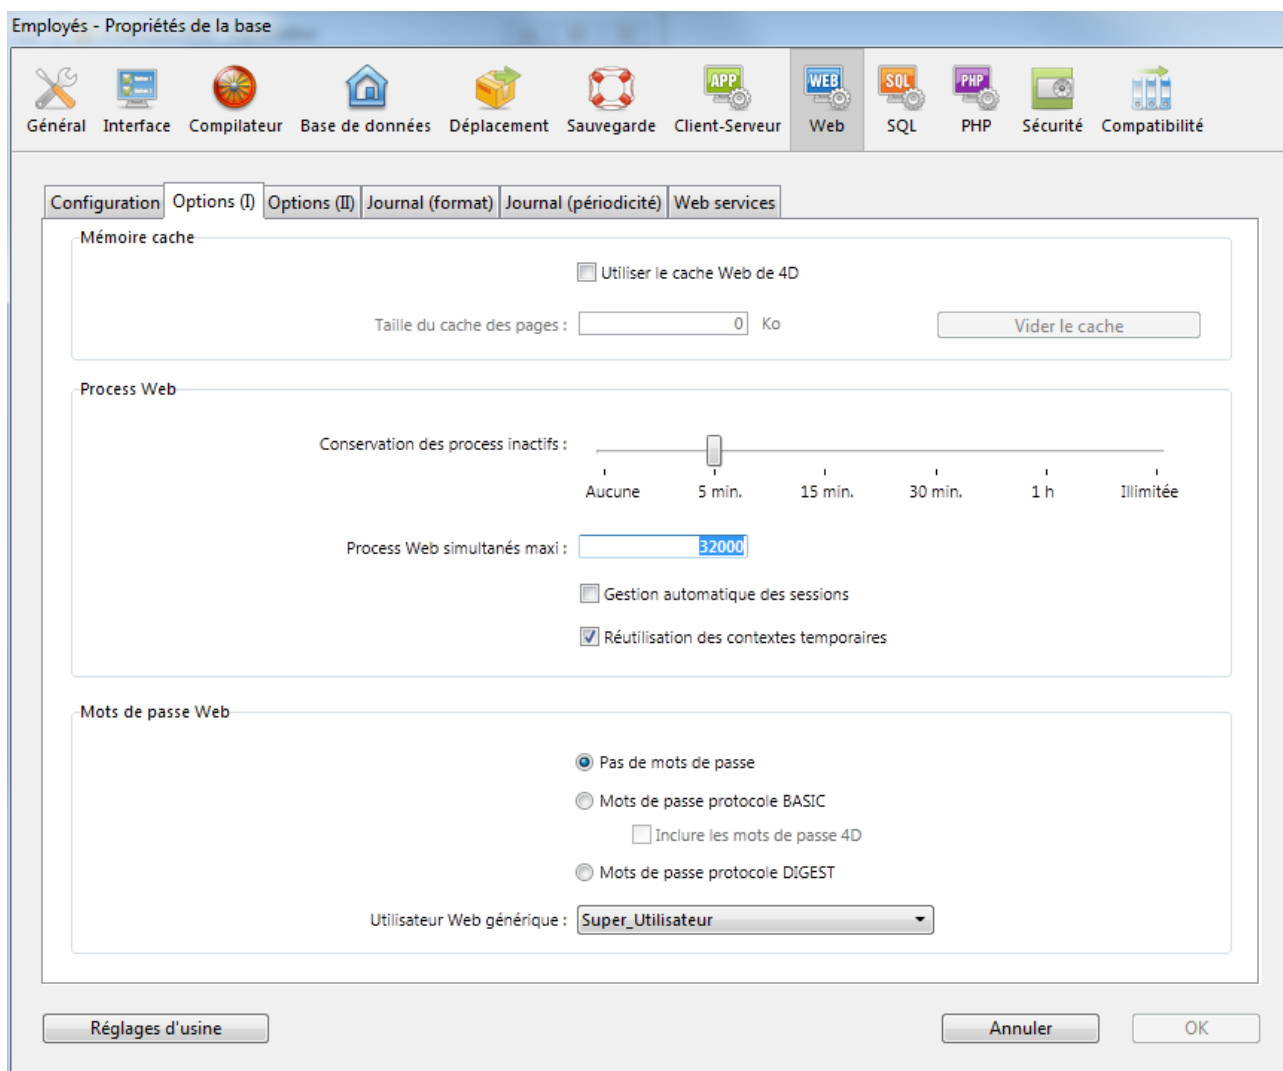 Employés - Propriétés de la base
APP WEB SQL PHP
Général Interface Compilateur Base de données Déplacement Sauvegarde Client-Serveur Web SQL PHP Sécurité Compatibilité
Configuration Options (I) Options (II) Journal (format) Journal (périodicité) Web services
Mémoire cache
Utiliser le cache Web de 4D
Taille du cache des pages : 0 Ko Vider le cache
Process Web
Conservation des process inactifs :
Aucune 5 min. 15 min. 30 min. 1 h Illimitée
Process Web simultanés maxi : 32000
Gestion automatique des sessions
Réutilisation des contextes temporaires
Mots de passe Web
Pas de mots de passe
Mots de passe protocole BASIC
Inclure les mots de passe 4D
Mots de passe protocole DIGEST
Utilisateur Web générique : Super_Utilisateur
Réglages d'usine Annuler OK